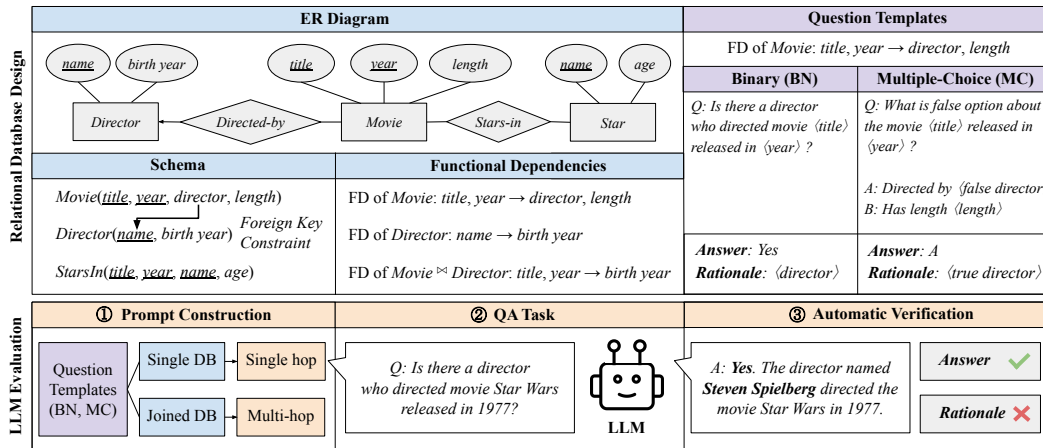 Relational Database Design
ER Diagram
name
birth year
title
year
length
name
age
Director
Directed-by
Movie
Stars-in
Star
Schema
Movie(title, year, director, length)
Director(name, birth year)
Foreign Key
Constraint
StarsIn(title, year, name, age)
Functional Dependencies
FD of Movie: title, year → director, length
FD of Director: name → birth year
FD of Movie ⋈ Director: title, year → birth year
Question Templates
FD of Movie: title, year → director, length
Binary (BN)
Q: Is there a director
who directed movie ⟨title⟩
released in ⟨year⟩ ?
Answer: Yes
Rationale: ⟨director⟩
Multiple-Choice (MC)
Q: What is false option about
the movie ⟨title⟩ released in
⟨year⟩ ?
A: Directed by ⟨false director
B: Has length ⟨length⟩
Answer: A
Rationale: ⟨true director⟩
LLM Evaluation
① Prompt Construction
Question
Templates
(BN, MC)
Single DB
Single hop
Joined DB
Multi-hop
② QA Task
Q: Is there a director
who directed movie Star Wars
released in 1977?
LLM
③ Automatic Verification
A: Yes. The director named
Steven Spielberg directed the
movie Star Wars in 1977.
Answer
Rationale